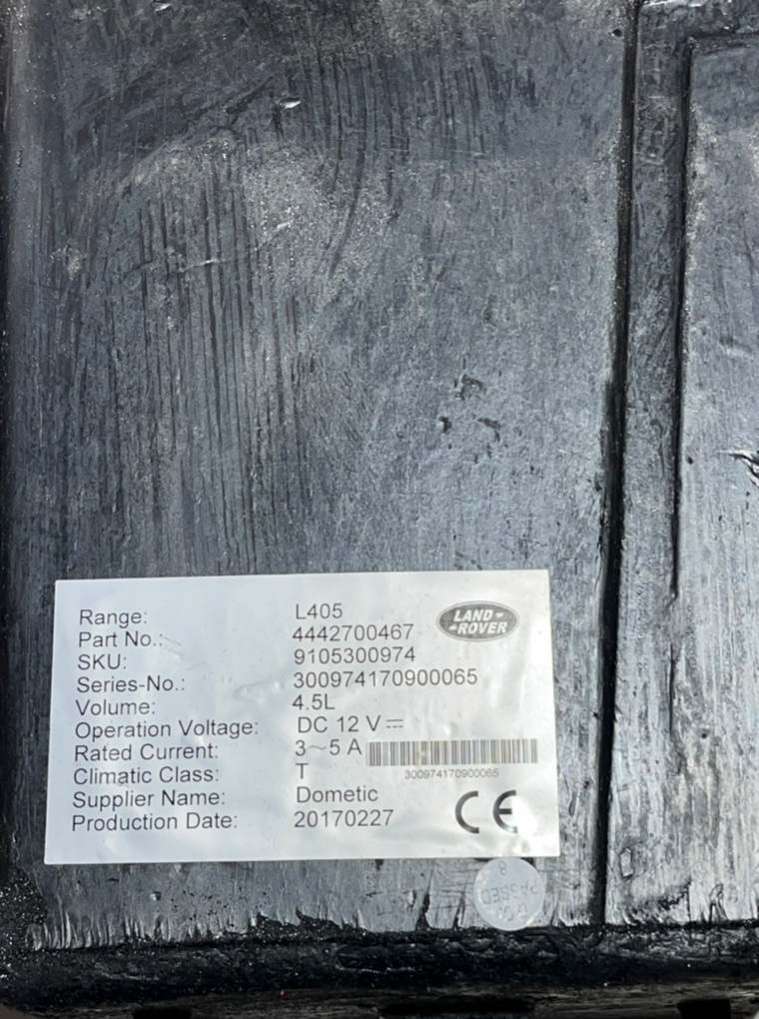 Range: L405
Part No.: 4442700467
SKU: 9105300974
Series-No.: 300974170900065
Volume: 4.5L
Operation Voltage: DC 12 V⎓
Rated Current: 3~5 A
Climatic Class: T
Supplier Name: Dometic
Production Date: 20170227
LAND-
-ROVER
300974170900065
CE
PASSED
8